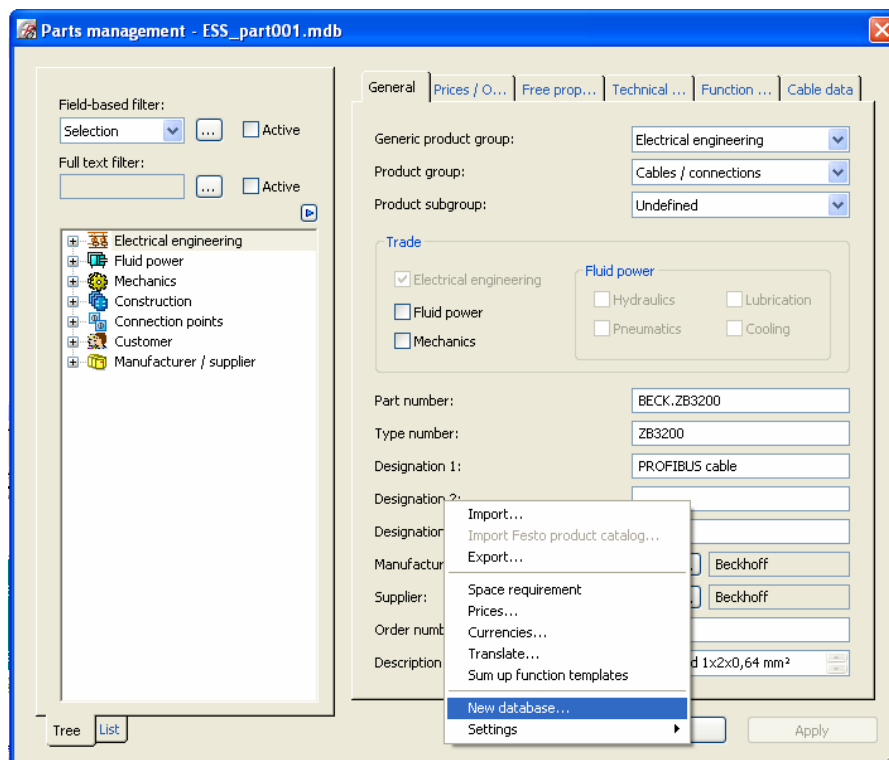 Parts management - ESS_part001.mdb
Field-based filter:
Selection ... Active
Full text filter:
... Active
Electrical engineering
Fluid power
Mechanics
Construction
Connection points
Customer
Manufacturer / supplier
Tree List
General Prices / O... Free prop... Technical ... Function ... Cable data
Generic product group: Electrical engineering
Product group: Cables / connections
Product subgroup: Undefined
Trade
Electrical engineering
Fluid power
Mechanics
Fluid power
Hydraulics Lubrication
Pneumatics Cooling
Part number: BECK.ZB3200
Type number: ZB3200
Designation 1: PROFIBUS cable
Designation 2:
Designation
Manufactur Beckhoff
Supplier: Beckhoff
Order numb
Description d 1x2x0,64 mm²
Import...
Import Festo product catalog...
Export...
Space requirement
Prices...
Currencies...
Translate...
Sum up function templates
New database...
Settings
Apply